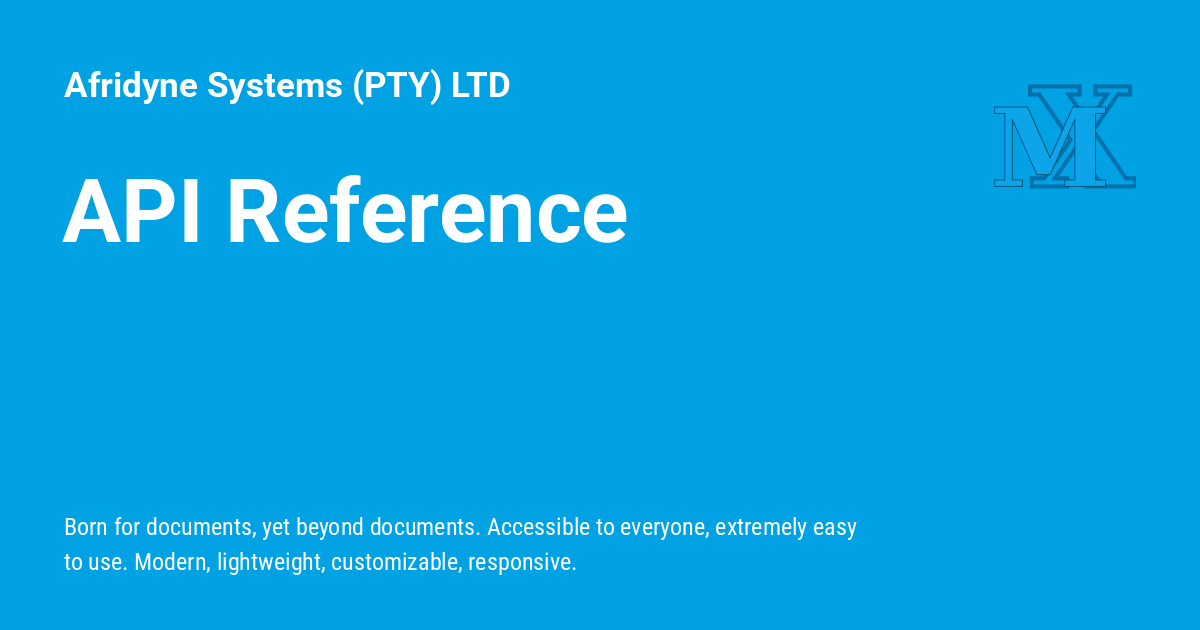 Afridyne Systems (PTY) LTD
MX
API Reference
Born for documents, yet beyond documents. Accessible to everyone, extremely easy
to use. Modern, lightweight, customizable, responsive.